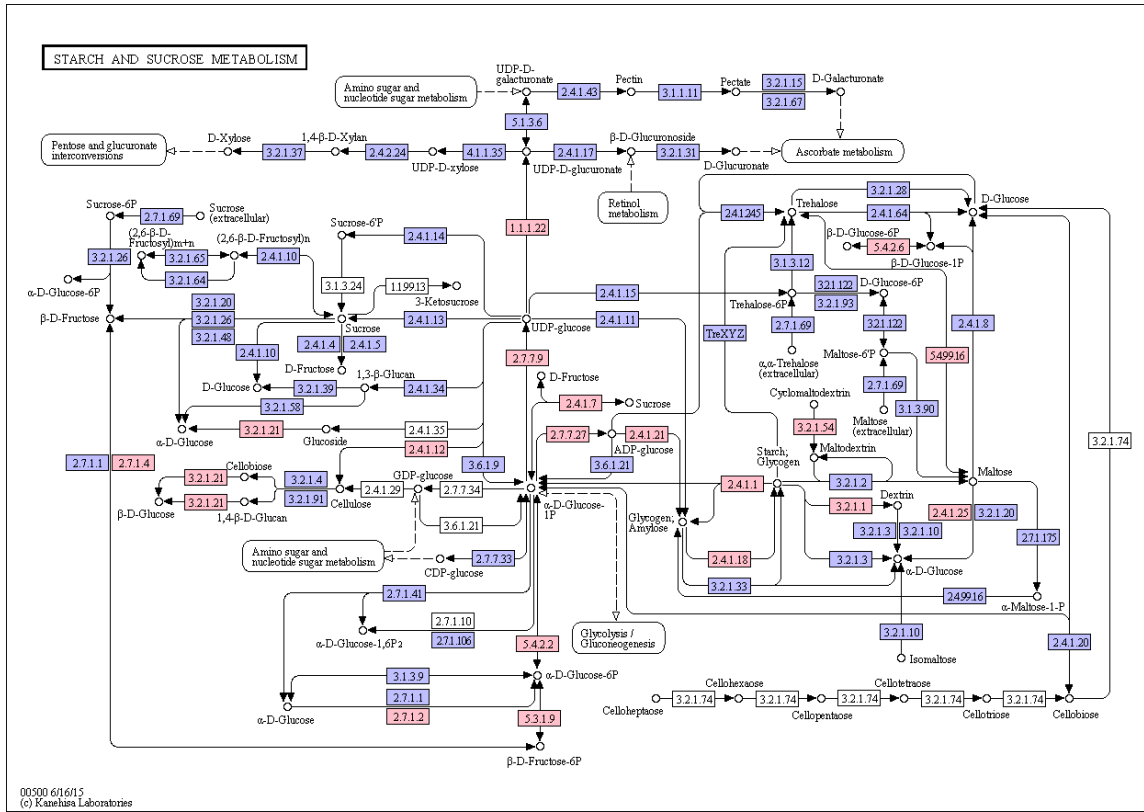 STARCH AND SUCROSE METABOLISM
Amino sugar and
nucleotide sugar metabolism
UDP-D-
galacturonate
2.4.1.43
Pectin
3.1.1.11
Pectate
3.2.1.15
3.2.1.67
D-Galacturonate
5.1.3.6
Pentose and glucuronate
interconversions
D-Xylose
3.2.1.37
1,4-β-D-Xylan
2.4.2.24
UDP-D-xylose
4.1.1.35
UDP-D-glucuronate
2.4.1.17
β-D-Glucuronoside
3.2.1.31
D-Glucuronate
Ascorbate metabolism
Retinol
metabolism
1.1.1.22
Sucrose-6P
2.7.1.69
Sucrose
(extracellular)
3.2.1.26
α-D-Glucose-6P
(2,6-β-D-
Fructosyl)m+n
3.2.1.65
3.2.1.64
(2,6-β-D-Fructosyl)n
2.4.1.10
Sucrose-6'P
2.4.1.14
3.1.3.24
1.1.99.13
3-Ketosucrose
β-D-Fructose
3.2.1.20
3.2.1.26
3.2.1.48
Sucrose
2.4.1.13
UDP-glucose
2.4.1.11
2.4.1.15
2.4.1.10
2.4.1.4
2.4.1.5
D-Fructose
D-Glucose
3.2.1.39
1,3-β-Glucan
2.4.1.34
3.2.1.58
α-D-Glucose
3.2.1.21
Glucoside
2.4.1.35
2.4.1.12
2.7.7.9
D-Fructose
2.4.1.7
Sucrose
2.7.7.27
2.4.1.21
ADP-glucose
3.6.1.21
3.6.1.9
2.4.1.245
Trehalose
3.2.1.28
2.4.1.64
D-Glucose
β-D-Glucose-6P
5.4.2.6
β-D-Glucose-1P
3.1.3.12
Trehalose-6P
3.2.1.122
3.2.1.93
D-Glucose-6P
2.7.1.69
α,α-Trehalose
(extracellular)
3.2.1.122
Maltose-6'P
2.7.1.69
Maltose
(extracellular)
3.1.3.90
2.4.1.8
5.4.99.16
TreXYZ
Cyclomaltodextrin
3.2.1.54
Maltodextrin
3.2.1.2
Maltose
3.2.1.74
2.7.1.1
2.7.1.4
Cellobiose
3.2.1.21
3.2.1.21
β-D-Glucose
1,4-β-D-Glucan
3.2.1.4
3.2.1.91
Cellulose
2.4.1.29
GDP-glucose
2.7.7.34
3.6.1.21
α-D-Glucose-
1P
Starch;
Glycogen
2.4.1.1
Glycogen;
Amylose
2.4.1.18
3.2.1.33
3.2.1.1
Dextrin
3.2.1.3
3.2.1.10
3.2.1.3
α-D-Glucose
2.4.1.25
3.2.1.20
2.7.1.175
2.4.99.16
α-Maltose-1-P
Amino sugar and
nucleotide sugar metabolism
CDP-glucose
2.7.7.33
2.7.1.41
α-D-Glucose-1,6P2
2.7.1.10
2.7.1.106
5.4.2.2
Glycolysis /
Gluconeogenesis
3.2.1.10
Isomaltose
2.4.1.20
α-D-Glucose
3.1.3.9
2.7.1.1
2.7.1.2
α-D-Glucose-6P
5.3.1.9
β-D-Fructose-6P
Celloheptaose
3.2.1.74
Cellohexaose
3.2.1.74
Cellopentaose
3.2.1.74
Cellotetraose
3.2.1.74
Cellotriose
3.2.1.74
Cellobiose
00500 6/16/15
(c) Kanehisa Laboratories